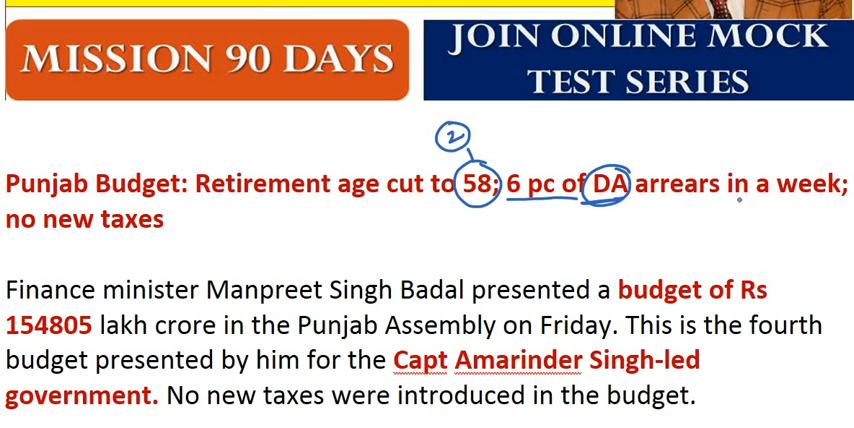 MISSION 90 DAYS
JOIN ONLINE MOCK
TEST SERIES
2
Punjab Budget: Retirement age cut to 58; 6 pc of DA arrears in a week;
no new taxes
Finance minister Manpreet Singh Badal presented a budget of Rs
154805 lakh crore in the Punjab Assembly on Friday. This is the fourth
budget presented by him for the Capt Amarinder Singh-led
government. No new taxes were introduced in the budget.